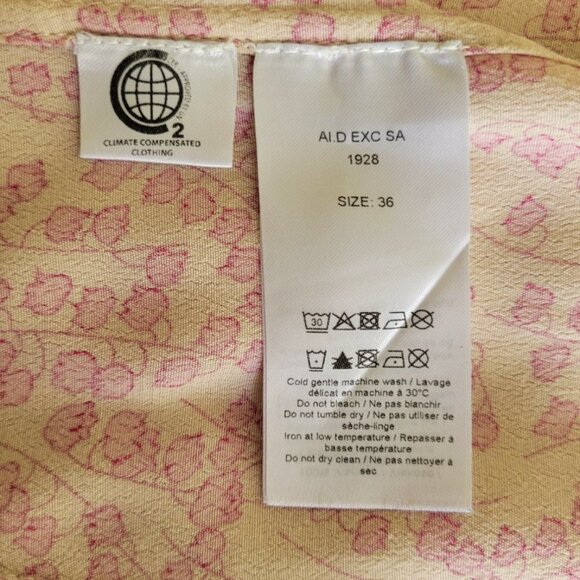 2
CLIMATE COMPENSATED
CLOTHING
AI.D EXC SA
1928
SIZE: 36
30
Cold gentle machine wash / Lavage
délicat en machine à 30°C
Do not bleach / Ne pas blanchir
Do not tumble dry / Ne pas utiliser de
sèche-linge
Iron at low temperature / Repasser à
basse température
Do not dry clean / Ne pas nettoyer à
sec